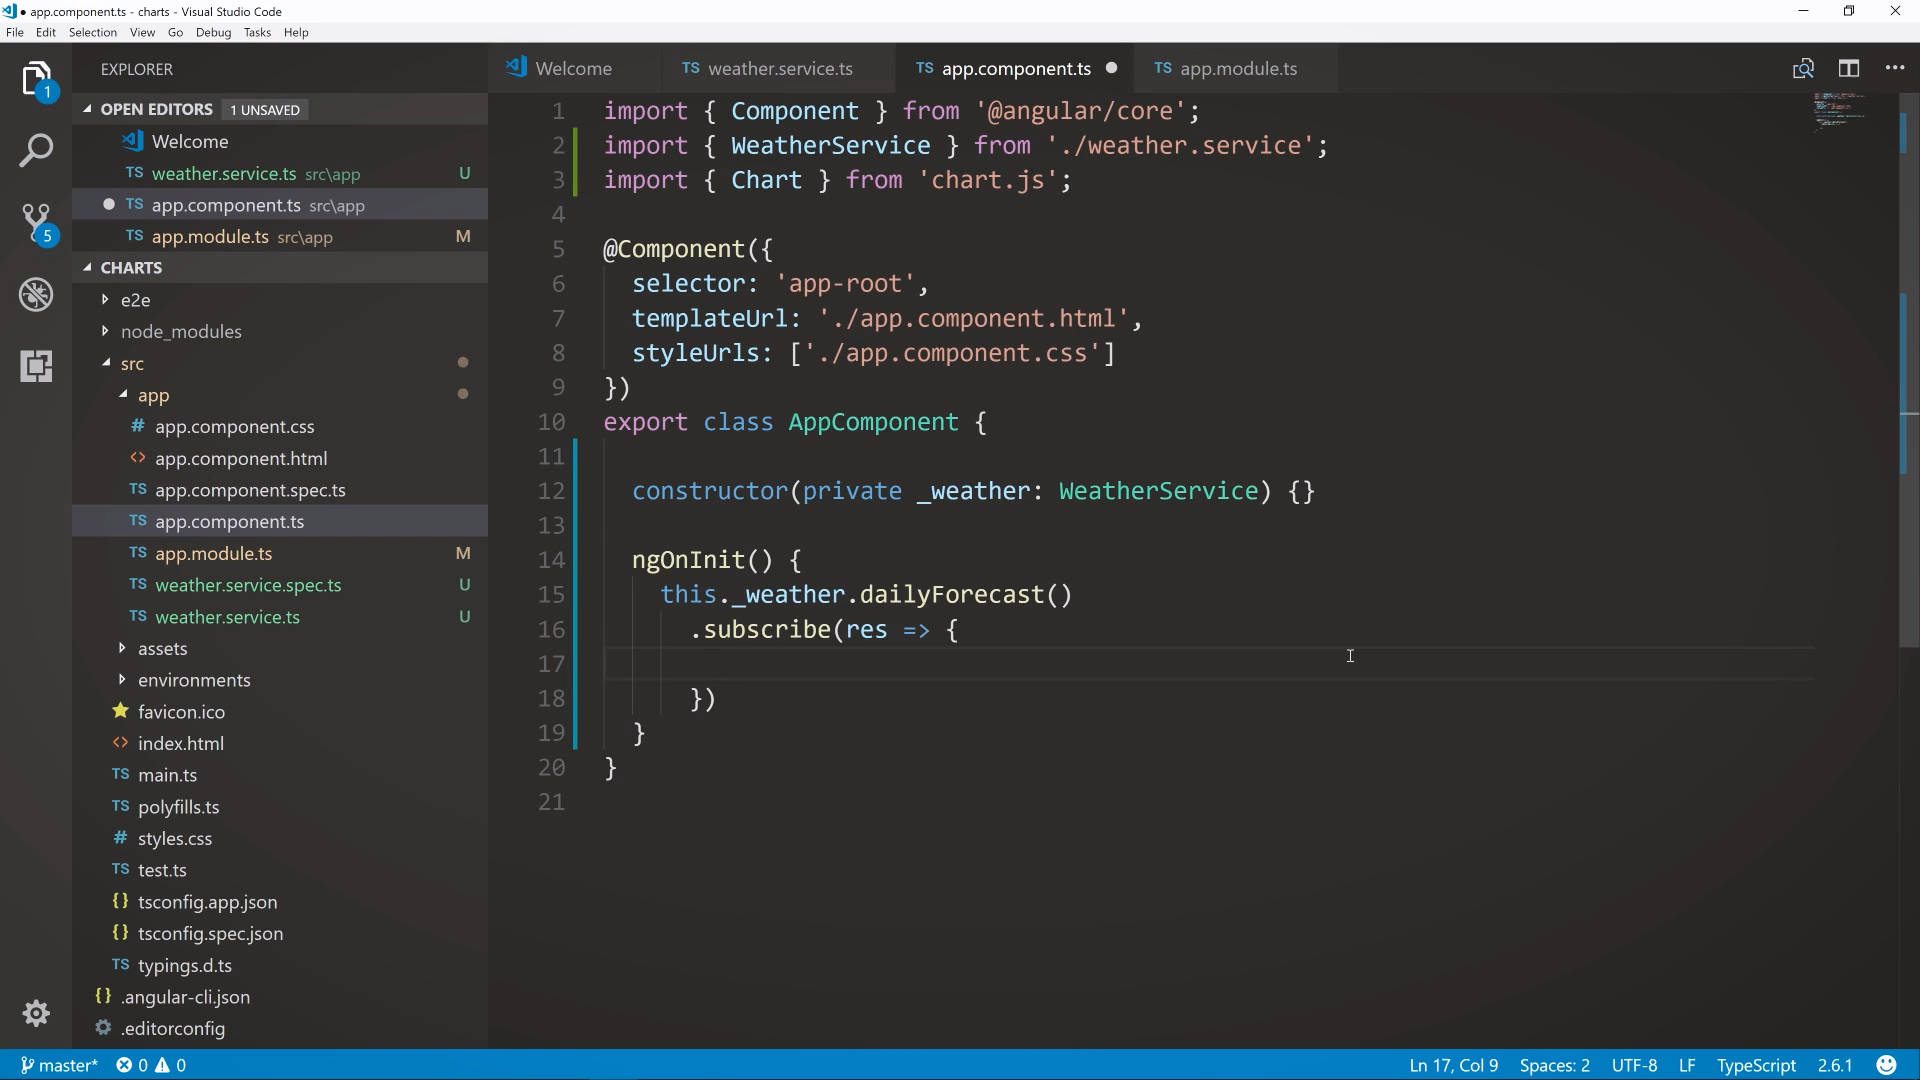 app.component.ts - charts - Visual Studio Code
File Edit Selection View Go Debug Tasks Help
EXPLORER
OPEN EDITORS 1 UNSAVED
Welcome
TS weather.service.ts src\app U
TS app.component.ts src\app
TS app.module.ts src\app M
CHARTS
e2e
node_modules
src
app
# app.component.css
<> app.component.html
TS app.component.spec.ts
TS app.component.ts
TS app.module.ts M
TS weather.service.spec.ts U
TS weather.service.ts U
assets
environments
favicon.ico
<> index.html
TS main.ts
TS polyfills.ts
# styles.css
TS test.ts
{} tsconfig.app.json
{} tsconfig.spec.json
TS typings.d.ts
{} .angular-cli.json
.editorconfig
1
5
Welcome TS weather.service.ts TS app.component.ts TS app.module.ts
1 import { Component } from '@angular/core';
2 import { WeatherService } from './weather.service';
3 import { Chart } from 'chart.js';
4
5 @Component({
6 selector: 'app-root',
7 templateUrl: './app.component.html',
8 styleUrls: ['./app.component.css']
9 })
10 export class AppComponent {
11
12 constructor(private _weather: WeatherService) {}
13
14 ngOnInit() {
15 this._weather.dailyForecast()
16 .subscribe(res => {
17
18 })
19 }
20 }
21
master* 0 0 Ln 17, Col 9 Spaces: 2 UTF-8 LF TypeScript 2.6.1